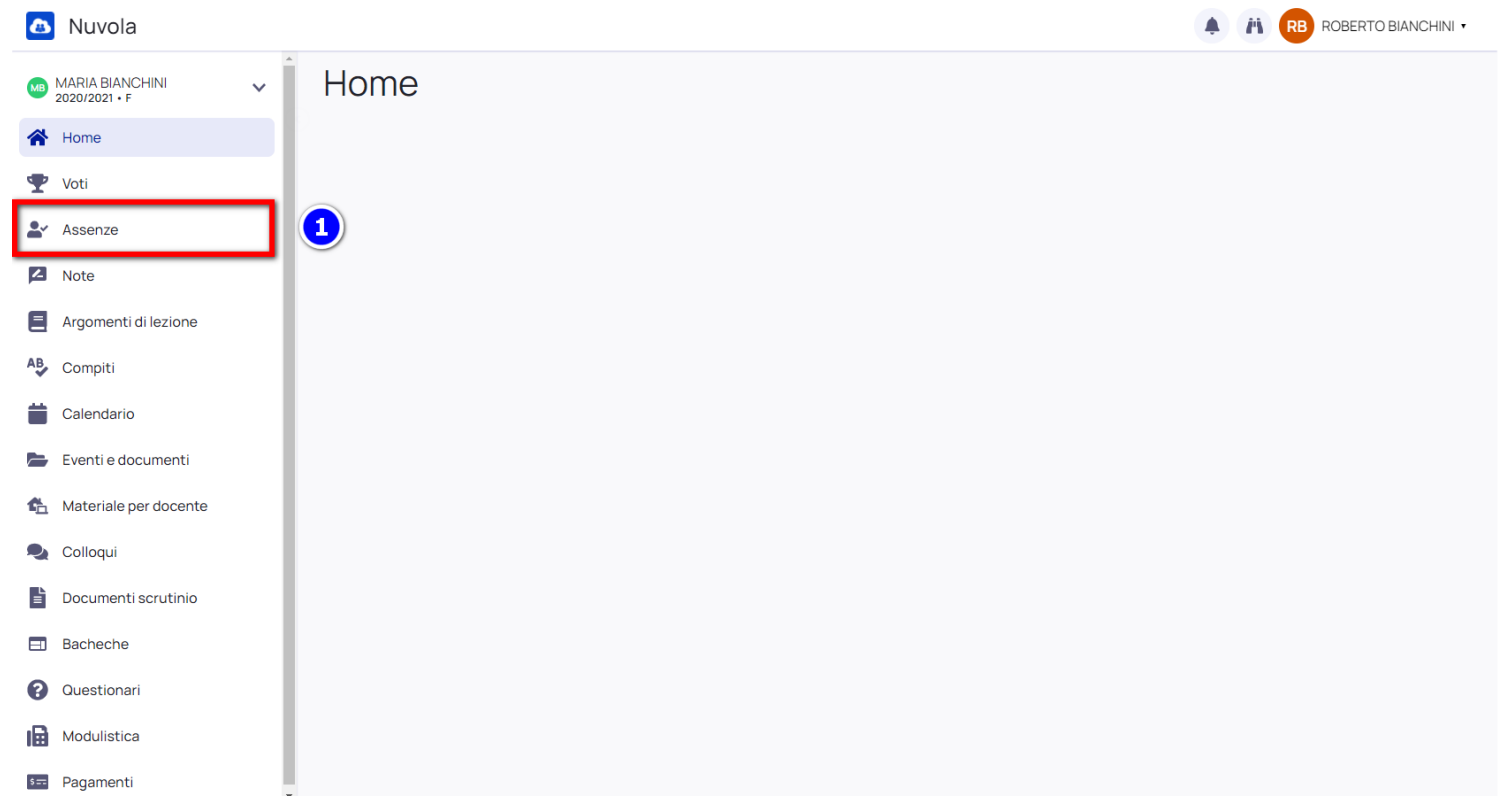 Nuvola
RB ROBERTO BIANCHINI
MB MARIA BIANCHINI
2020/2021 • F
Home
Home
Voti
Assenze
1
Note
Argomenti di lezione
AB Compiti
Calendario
Eventi e documenti
Materiale per docente
Colloqui
Documenti scrutinio
Bacheche
? Questionari
Modulistica
$ Pagamenti